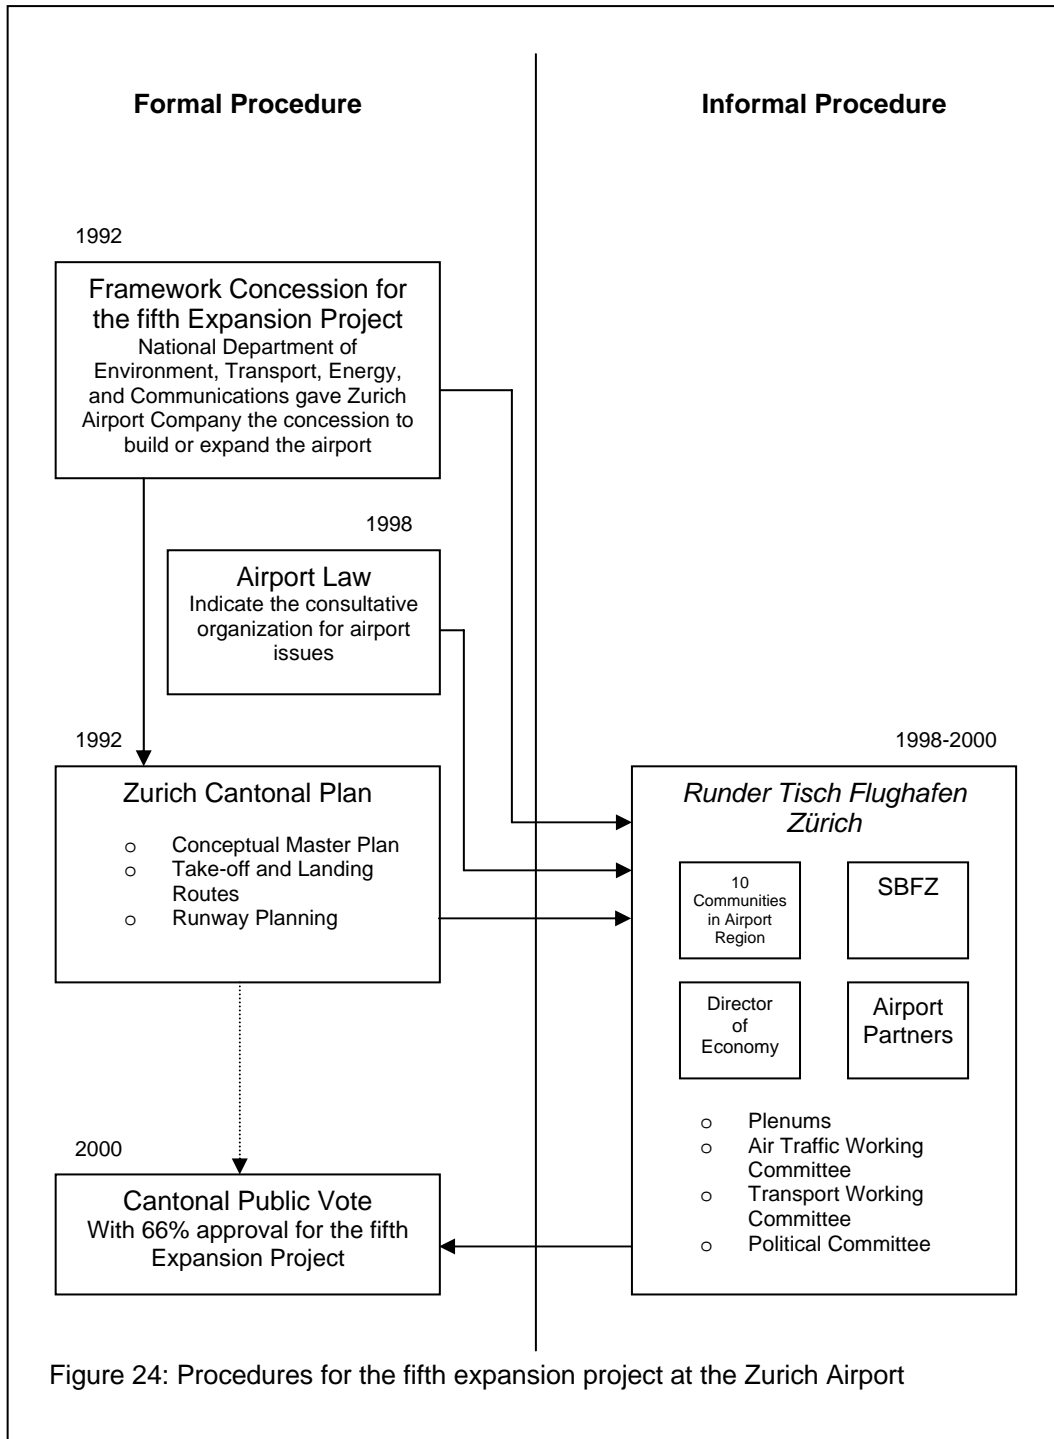 Formal Procedure
Informal Procedure
1992
Framework Concession for
the fifth Expansion Project
National Department of
Environment, Transport, Energy,
and Communications gave Zurich
Airport Company the concession to
build or expand the airport
1998
Airport Law
Indicate the consultative
organization for airport
issues
1992
Zurich Cantonal Plan
o Conceptual Master Plan
o Take-off and Landing
Routes
o Runway Planning
2000
Cantonal Public Vote
With 66% approval for the fifth
Expansion Project
1998-2000
Runder Tisch Flughafen
Zürich
10
Communities
in Airport
Region
SBFZ
Director
of
Economy
Airport
Partners
o Plenums
o Air Traffic Working
Committee
o Transport Working
Committee
o Political Committee
Figure 24: Procedures for the fifth expansion project at the Zurich Airport